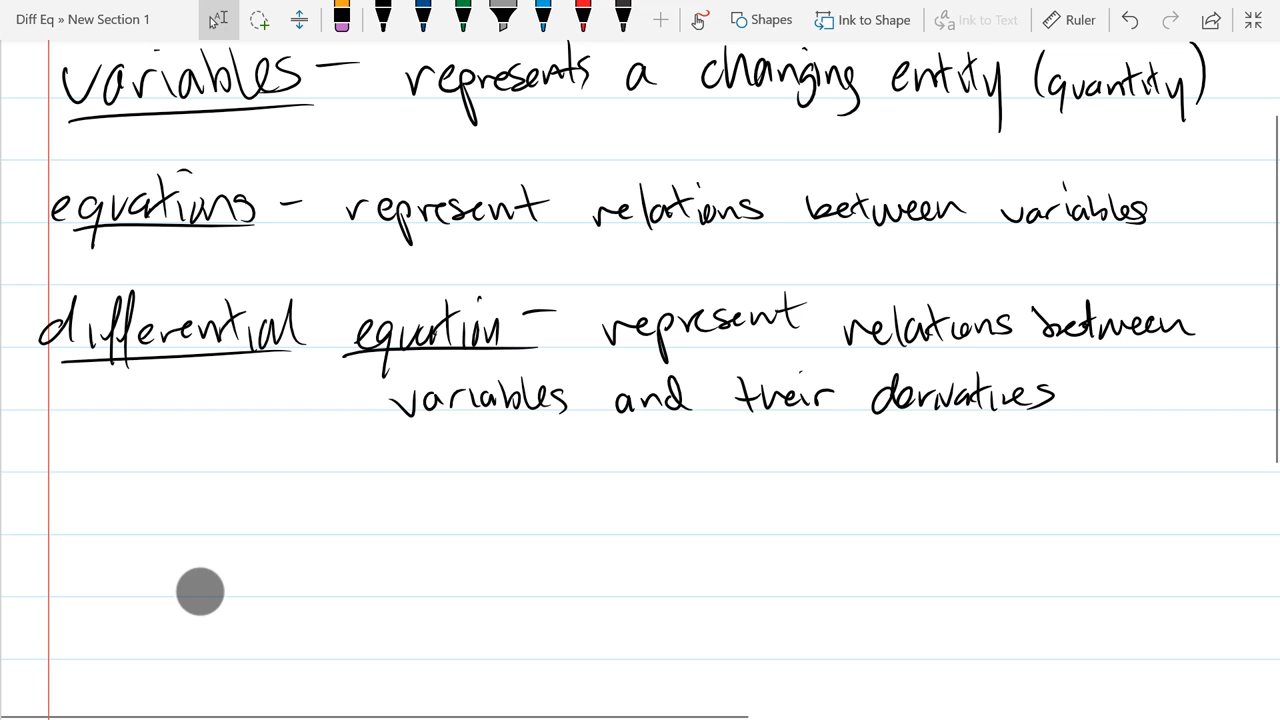 Diff Eq » New Section 1
Shapes
Ink to Shape
Ink to Text
Ruler
variables – represents a changing entity (quantity)
equations – represent relations between variables
differential equation – represent relations between
variables and their derivatives